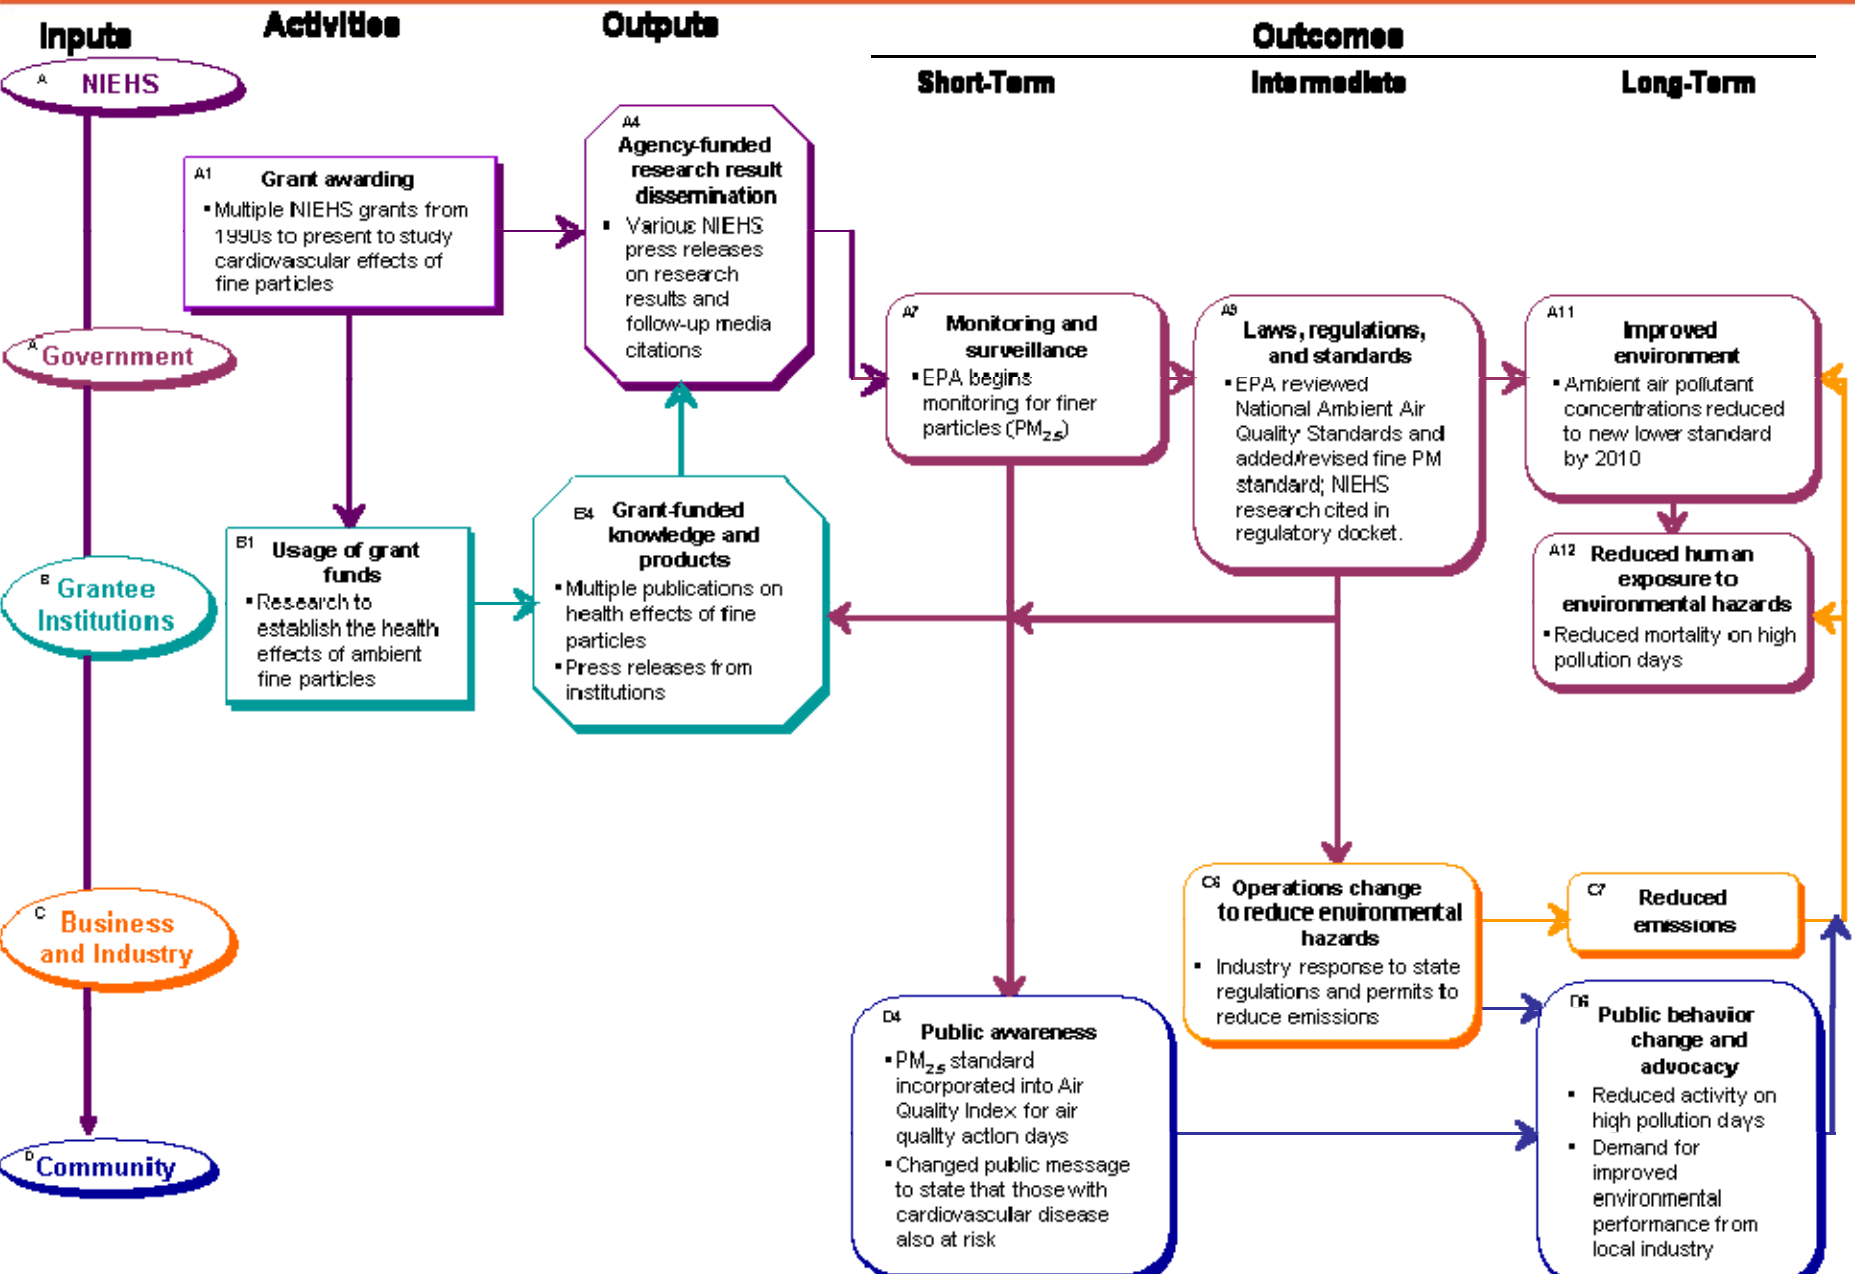 Inputs
Activities
Outputs
Outcomes
Short-Term
Intermediate
Long-Term
A NIEHS
A Government
B Grantee
Institutions
C Business
and Industry
D Community
A1 Grant awarding
▪ Multiple NIEHS grants from
1990s to present to study
cardiovascular effects of
fine particles
B1 Usage of grant
funds
▪ Research to
establish the health
effects of ambient
fine particles
A4
Agency-funded
research result
dissemination
▪ Various NIEHS
press releases
on research
results and
follow-up media
citations
B4 Grant-funded
knowledge and
products
▪ Multiple publications on
health effects of fine
particles
▪ Press releases from
institutions
A7 Monitoring and
surveillance
▪ EPA begins
monitoring for finer
particles (PM2.5)
D4
Public awareness
▪ PM2.5 standard
incorporated into Air
Quality Index for air
quality action days
▪ Changed public message
to state that those with
cardiovascular disease
also at risk
A9 Laws, regulations,
and standards
▪ EPA reviewed
National Ambient Air
Quality Standards and
added/revised fine PM
standard; NIEHS
research cited in
regulatory docket.
C6 Operations change
to reduce environmental
hazards
▪ Industry response to state
regulations and permits to
reduce emissions
A11
Improved
environment
▪ Ambient air pollutant
concentrations reduced
to new lower standard
by 2010
A12 Reduced human
exposure to
environmental hazards
▪ Reduced mortality on high
pollution days
C7 Reduced
emissions
D6 Public behavior
change and
advocacy
▪ Reduced activity on
high pollution days
▪ Demand for
improved
environmental
performance from
local industry